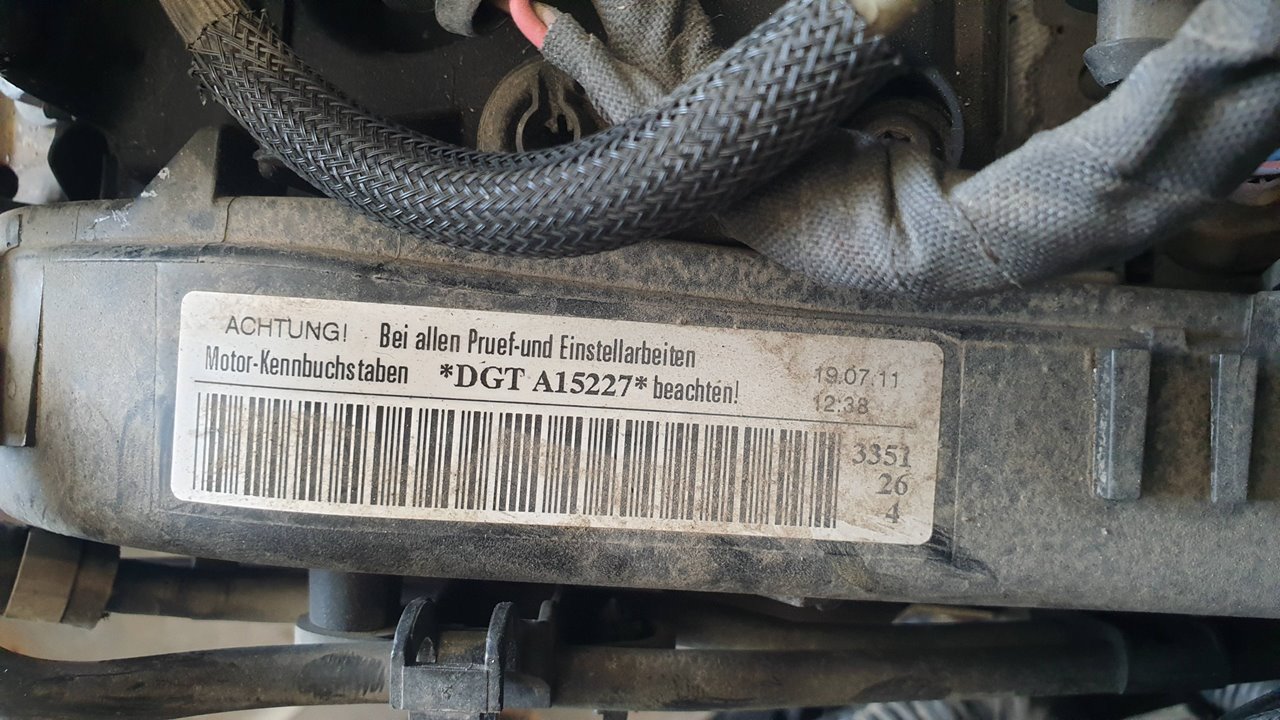 ACHTUNG! Bei allen Pruef-und Einstellarbeiten
Motor-Kennbuchstaben *DGT A15227* beachten!
19.07.11
12:38
3351
26
4